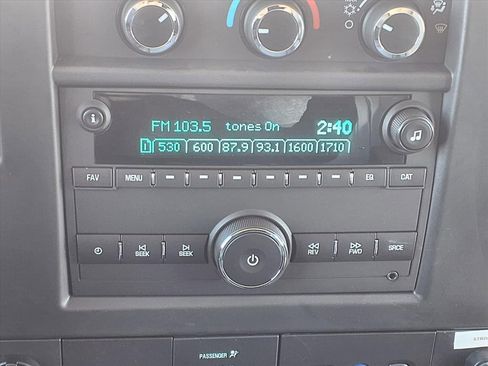 FM 103.5 tones On 2:40
1 530 600 87.9 93.1 1600 1710
FAV MENU EQ CAT
SEEK SEEK REV FWD SRCE
PASSENGER